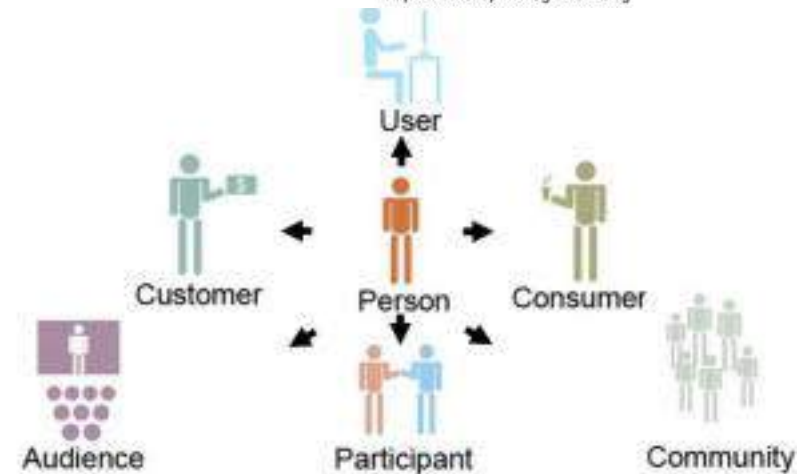 User
Customer
Person
Consumer
$
Audience
Participant
Community